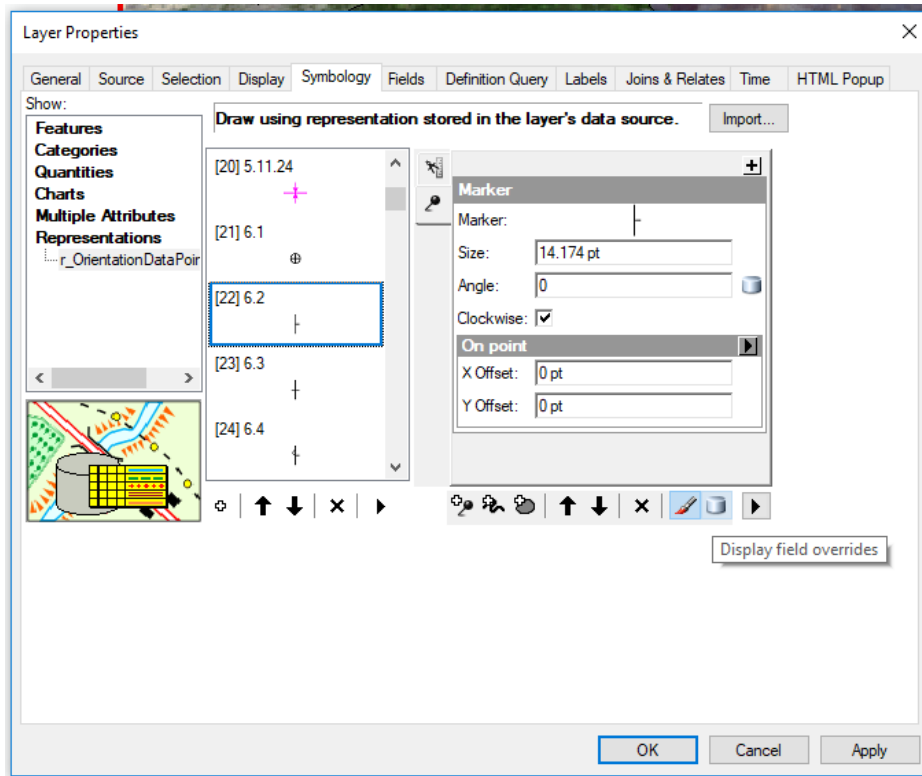 Layer Properties
General Source Selection Display Symbology Fields Definition Query Labels Joins & Relates Time HTML Popup
Show:
Features
Categories
Quantities
Charts
Multiple Attributes
Representations
r_OrientationDataPoir
Draw using representation stored in the layer's data source.
Import...
[20] 5.11.24
[21] 6.1
[22] 6.2
[23] 6.3
[24] 6.4
Marker
Marker:
Size: 14.174 pt
Angle: 0
Clockwise:
On point
X Offset: 0 pt
Y Offset: 0 pt
Display field overrides
OK Cancel Apply